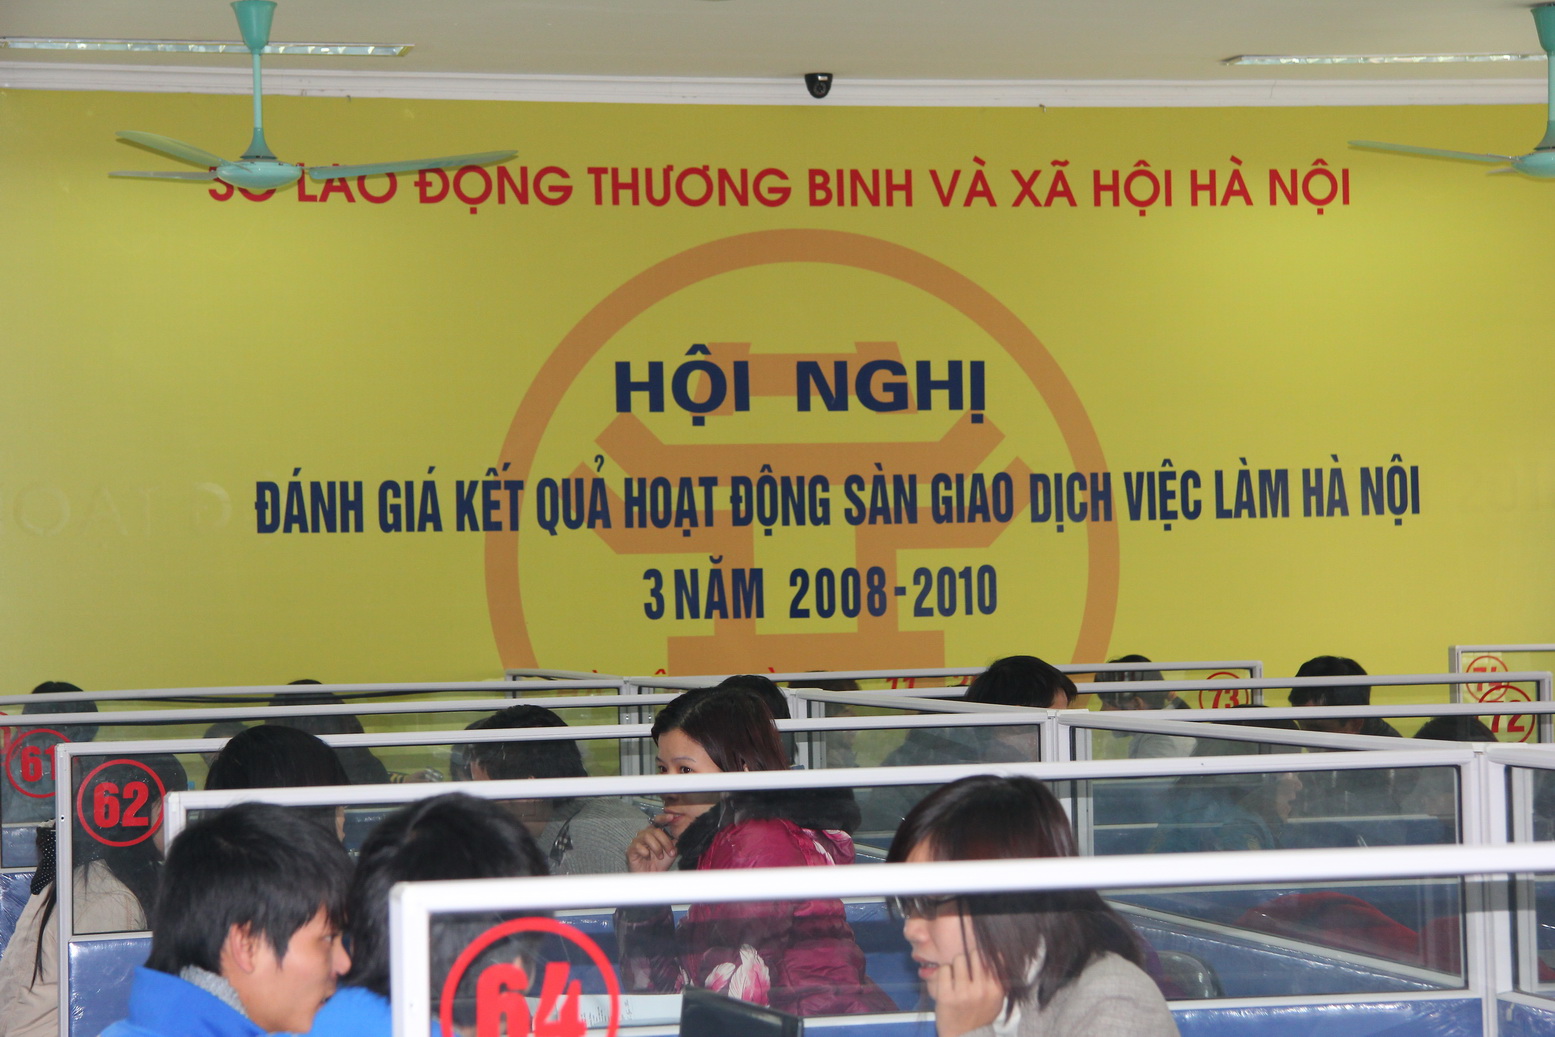 SỞ LAO ĐỘNG THƯƠNG BINH VÀ XÃ HỘI HÀ NỘI
HỘI NGHỊ
ĐÁNH GIÁ KẾT QUẢ HOẠT ĐỘNG SÀN GIAO DỊCH VIỆC LÀM HÀ NỘI
3 NĂM 2008-2010
73
72
61
62
64